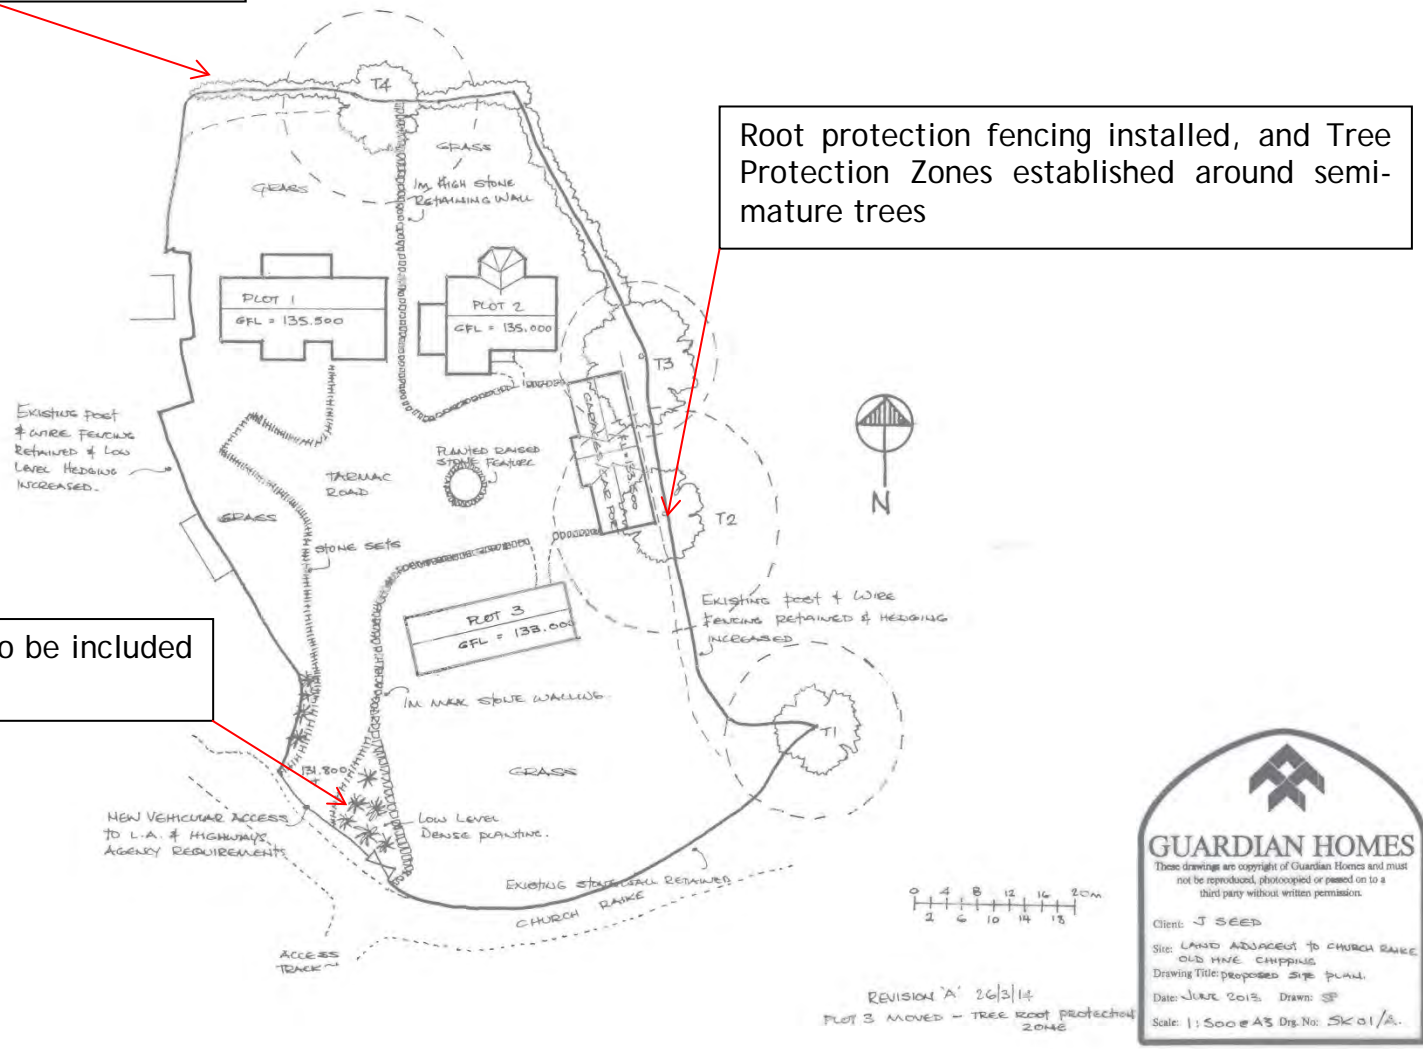 T4
GRASS
GRASS
1M HIGH STONE
RETAINING WALL
Root protection fencing installed, and Tree
Protection Zones established around semi-
mature trees
PLOT 1
GFL = 135.500
PLOT 2
GFL = 135.000
T3
EXISTING POST
& WIRE FENCING
RETAINED & LOW
LEVEL HEDGING
INCREASED.
PLANTED RAISED
STONE FEATURE
TARMAC
ROAD
N
T2
GRASS
STONE SETS
EXISTING POST & WIRE
FENCING RETAINED & HEDGING
INCREASED
PLOT 3
GFL = 133.00
o be included
1M MAX STONE WALLING
T1
131.800
+
GRASS
NEW VEHICULAR ACCESS
TO L.A. & HIGHWAYS
AGENCY REQUIREMENTS
LOW LEVEL
DENSE PLANTING.
EXISTING STONE WALL RETAINED
CHURCH RAIKE
ACCESS
TRACK
0 4 8 12 16 20M
2 6 10 14 18
REVISION 'A' 26/3/14
PLOT 3 MOVED - TREE ROOT PROTECTION
ZONE
GUARDIAN HOMES
These drawings are copyright of Guardian Homes and must
not be reproduced, photocopied or passed on to a
third party without written permission.
Client: J SEED
Site: LAND ADJACENT TO CHURCH RAIKE
OLD HIVE CHIPPING
Drawing Title: PROPOSED SITE PLAN.
Date: JUNE 2013. Drawn: SP
Scale: 1:500 @ A3 Drg. No: SK01/A.